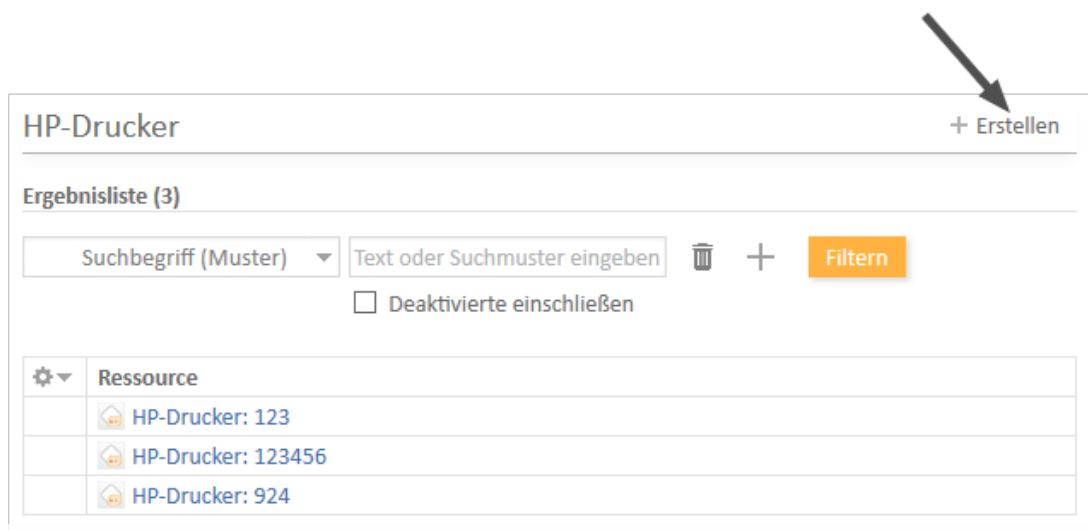 HP-Drucker
+ Erstellen
Ergebnisliste (3)
Suchbegriff (Muster) Text oder Suchmuster eingeben Filtern
Deaktivierte einschließen
Ressource
HP-Drucker: 123
HP-Drucker: 123456
HP-Drucker: 924